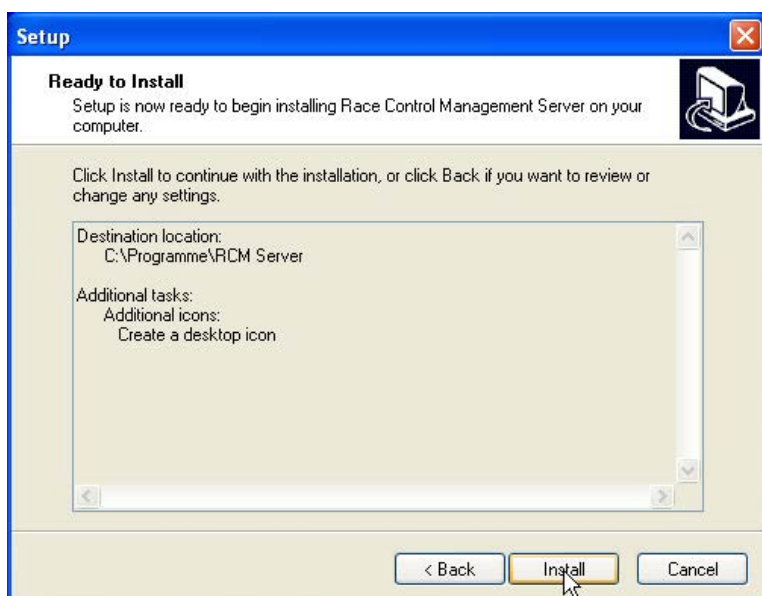 Setup
Ready to Install
Setup is now ready to begin installing Race Control Management Server on your
computer.
Click Install to continue with the installation, or click Back if you want to review or
change any settings.
Destination location:
C:\Programme\RCM Server
Additional tasks:
Additional icons:
Create a desktop icon
< Back
Install
Cancel